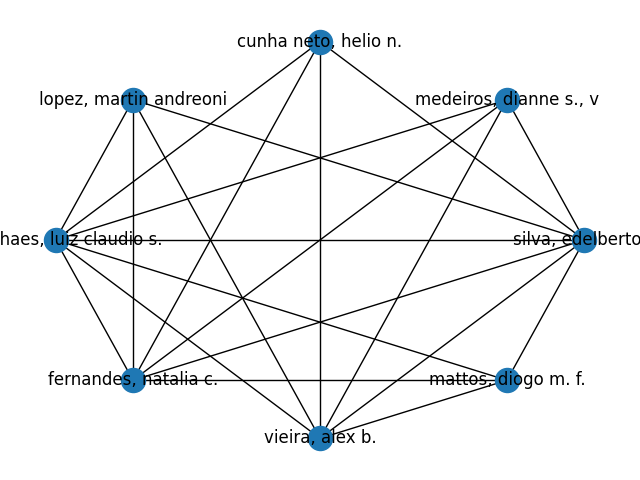 cunha neto, helio n.
lopez, martin andreoni
medeiros, dianne s., v
haes, luiz claudio s.
silva, edelberto
fernandes, natalia c.
mattos, diogo m. f.
vieira, alex b.